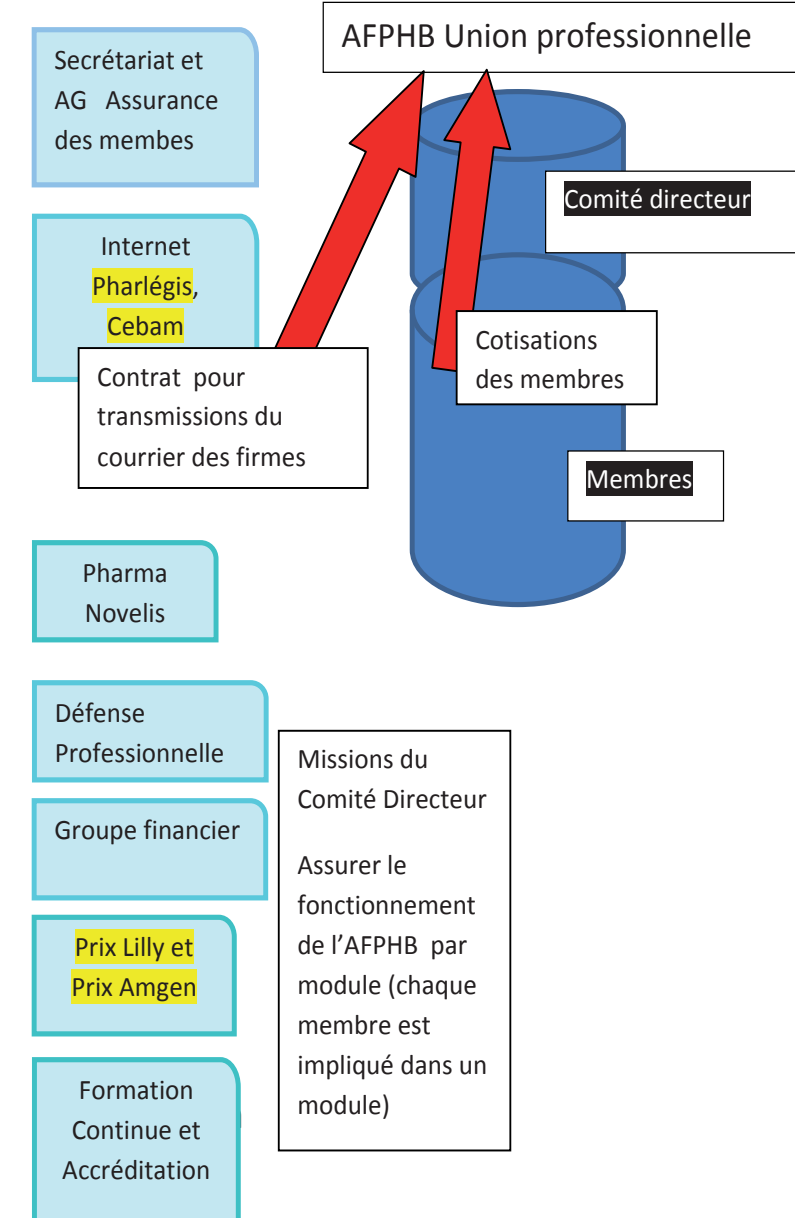 AFPHB Union professionnelle
Secrétariat et
AG Assurance
des membes
Comité directeur
Internet
Pharlégis,
Cebam
Cotisations
des membres
Contrat pour
transmissions du
courrier des firmes
Membres
Pharma
Novelis
Défense
Professionnelle
Groupe financier
Prix Lilly et
Prix Amgen
Formation
Continue et
Accréditation
Missions du
Comité Directeur
Assurer le
fonctionnement
de l'AFPHB par
module (chaque
membre est
impliqué dans un
module)